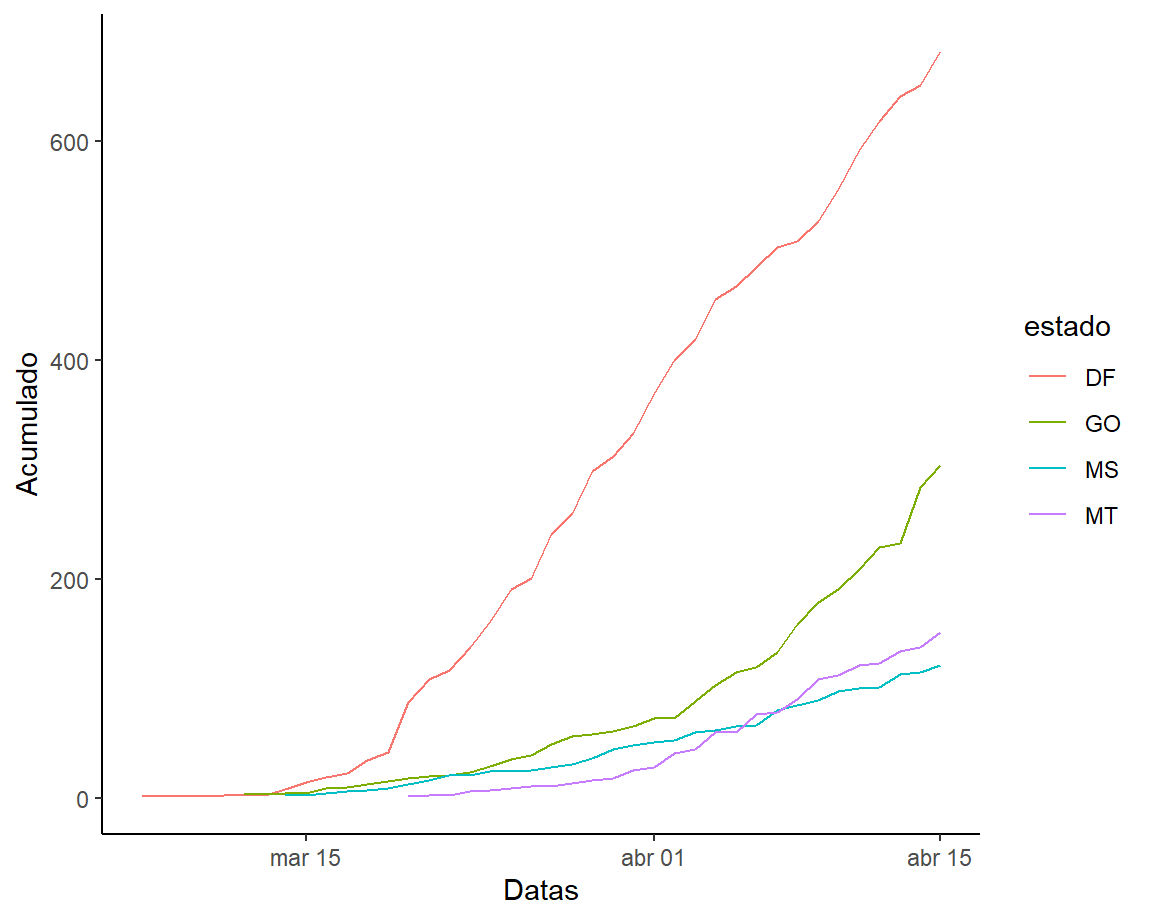 600
400
200
0
Acumulado
mar 15
abr 01
abr 15
Datas
estado
DF
GO
MS
MT